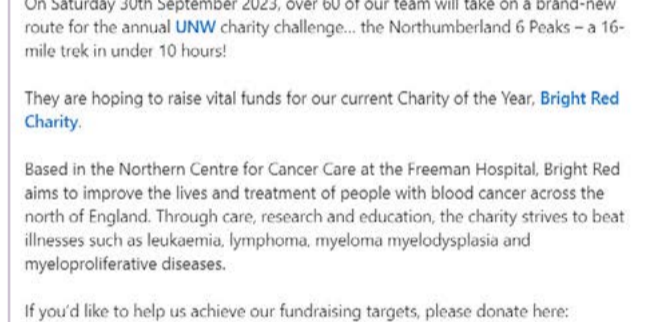 On Saturday 30th September 2023, over 60 of our team will take on a brand-new
route for the annual UNW charity challenge... the Northumberland 6 Peaks – a 16-
mile trek in under 10 hours!
They are hoping to raise vital funds for our current Charity of the Year, Bright Red
Charity.
Based in the Northern Centre for Cancer Care at the Freeman Hospital, Bright Red
aims to improve the lives and treatment of people with blood cancer across the
north of England. Through care, research and education, the charity strives to beat
illnesses such as leukaemia, lymphoma, myeloma myelodysplasia and
myeloproliferative diseases.
If you'd like to help us achieve our fundraising targets, please donate here: